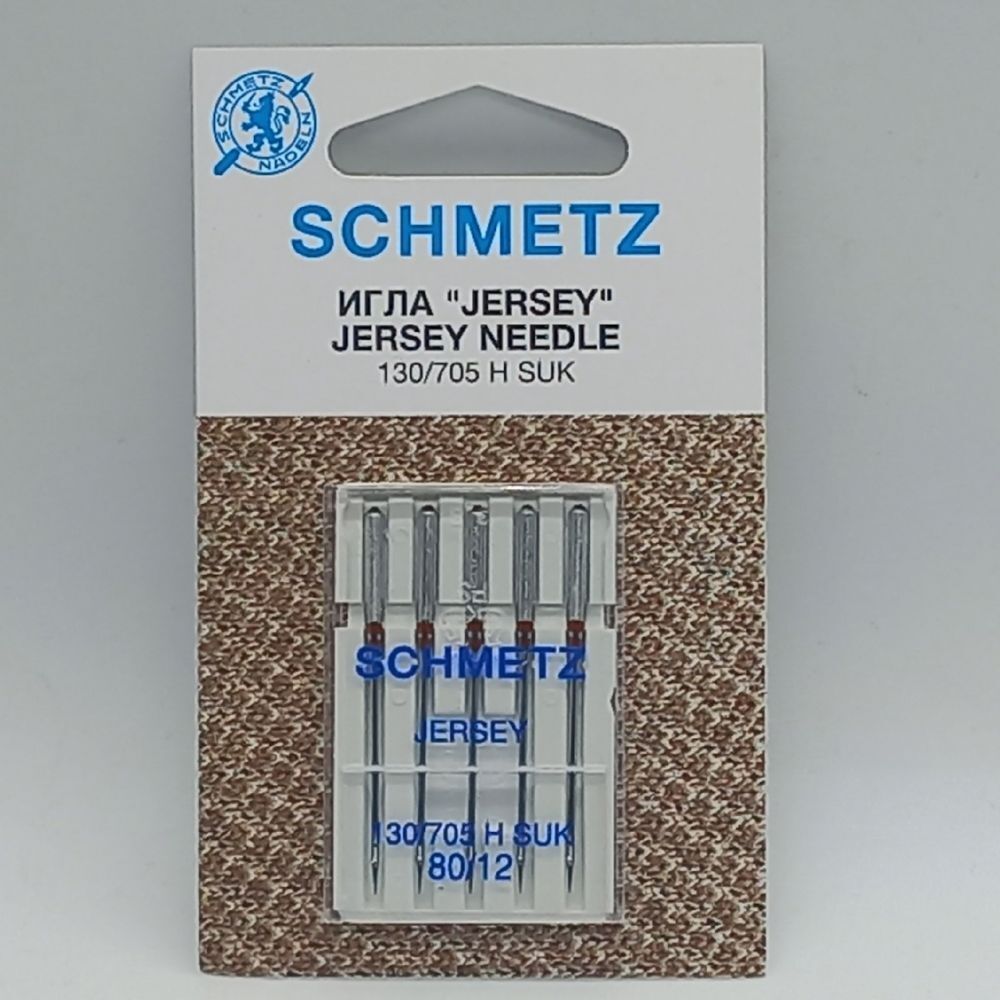 SCHMETZ
NADELN
SCHMETZ
ИГЛА "JERSEY"
JERSEY NEEDLE
130/705 H SUK
SCHMETZ
JERSEY
130/705 H SUK
80/12